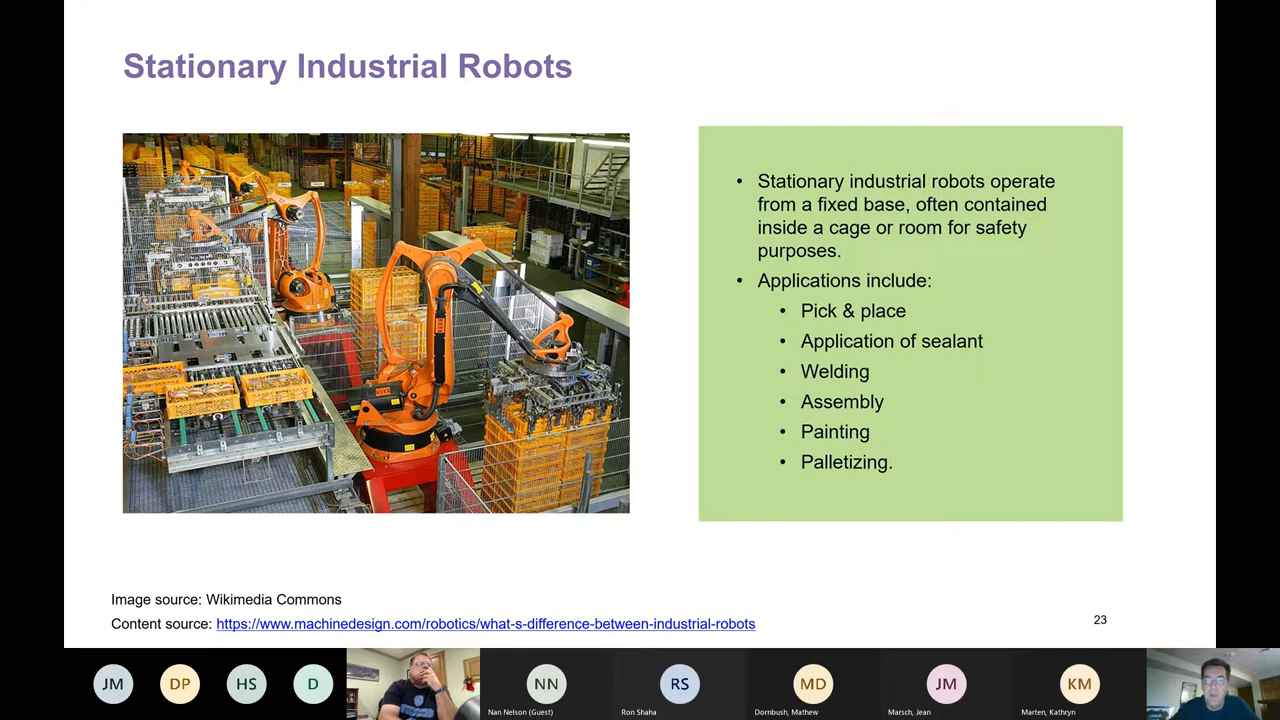 Stationary Industrial Robots
• Stationary industrial robots operate
from a fixed base, often contained
inside a cage or room for safety
purposes.
• Applications include:
• Pick & place
• Application of sealant
• Welding
• Assembly
• Painting
• Palletizing.
Image source: Wikimedia Commons
Content source: https://www.machinedesign.com/robotics/what-s-difference-between-industrial-robots
23
JM
DP
HS
D
NN
Nan Nelson (Guest)
RS
Ron Shaha
MD
Dornbush, Mathew
JM
Marsch, Jean
KM
Marten, Kathryn